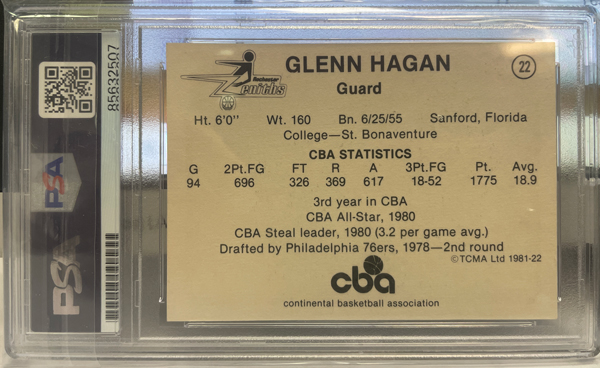 GLENN HAGAN
22
Rochester
Zeniths
Guard
Ht. 6'0" Wt. 160 Bn. 6/25/55 Sanford, Florida
College—St. Bonaventure
CBA STATISTICS
G 2Pt.FG FT R A 3Pt.FG Pt. Avg.
94 696 326 369 617 18-52 1775 18.9
3rd year in CBA
CBA All-Star, 1980
CBA Steal leader, 1980 (3.2 per game avg.)
Drafted by Philadelphia 76ers, 1978—2nd round
©TCMA Ltd 1981-22
cba
continental basketball association
85632507
PSA
PSA